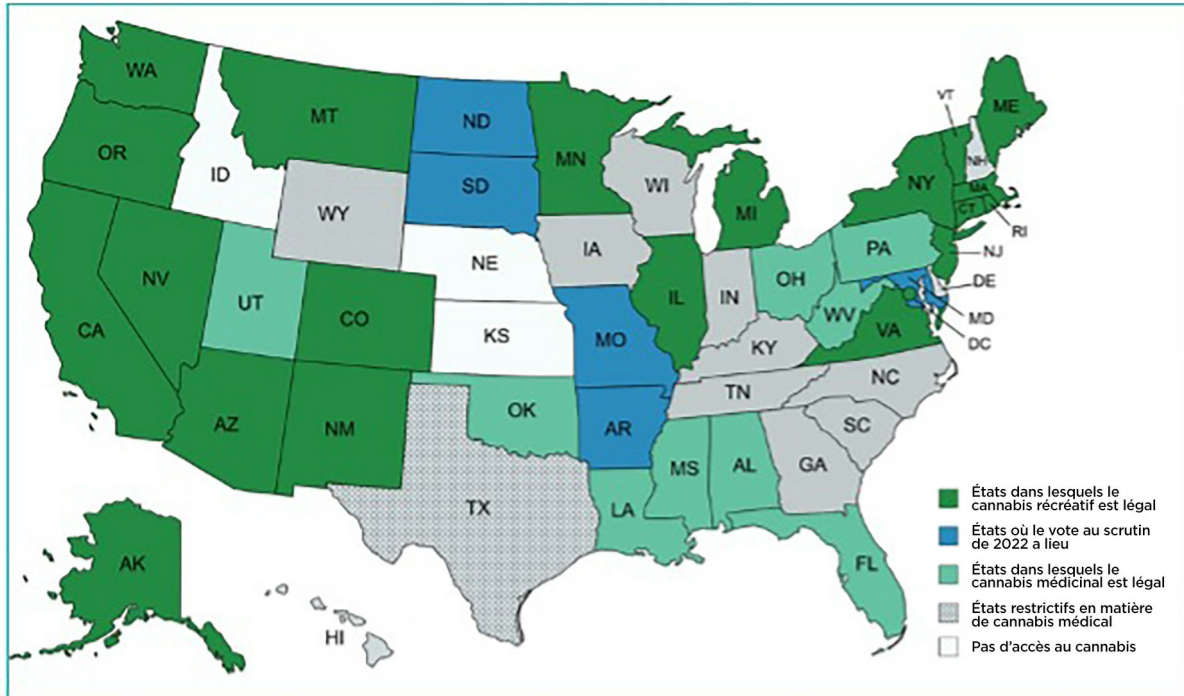 WA
MT
ND
MN
VT
ME
OR
ID
SD
WI
NH
NY
MA
WY
MI
CT
RI
IA
PA
NJ
NE
NV
OH
DE
UT
IL
IN
CA
CO
WV
MD
KS
MO
VA
KY
DC
NC
TN
OK
AZ
NM
AR
SC
MS
AL
GA
TX
LA
FL
AK
HI
États dans lesquels le
cannabis récréatif est légal
États où le vote au scrutin
de 2022 a lieu
États dans lesquels le
cannabis médicinal est légal
États restrictifs en matière
de cannabis médical
Pas d’accès au cannabis